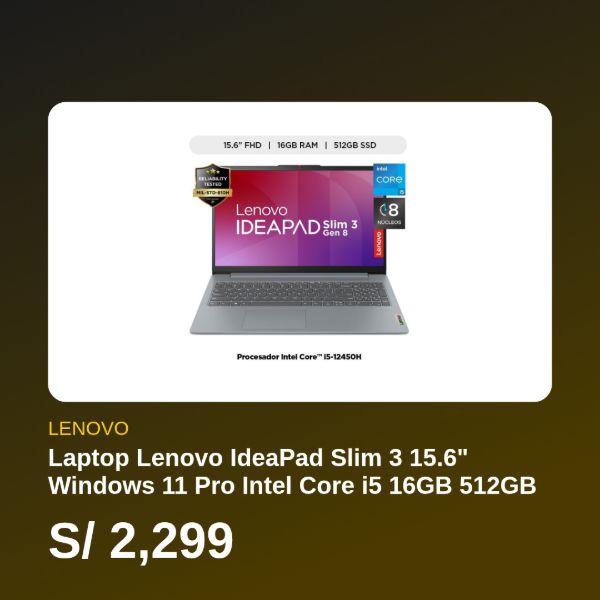 15.6" FHD | 16GB RAM | 512GB SSD
RELIABILITY
TESTED
MIL-STD-810H
intel
CORE
i5
8
NÚCLEOS
Lenovo
Lenovo
IDEAPAD Slim 3
Gen 8
Procesador Intel Core™ i5-12450H
LENOVO
Laptop Lenovo IdeaPad Slim 3 15.6"
Windows 11 Pro Intel Core i5 16GB 512GB
S/ 2,299